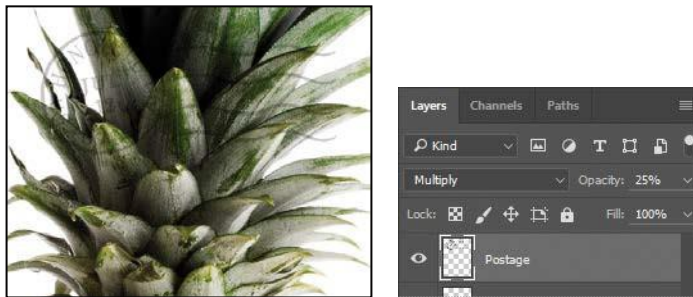 Layers Channels Paths
Kind
Multiply Opacity: 25%
Lock: Fill: 100%
Postage